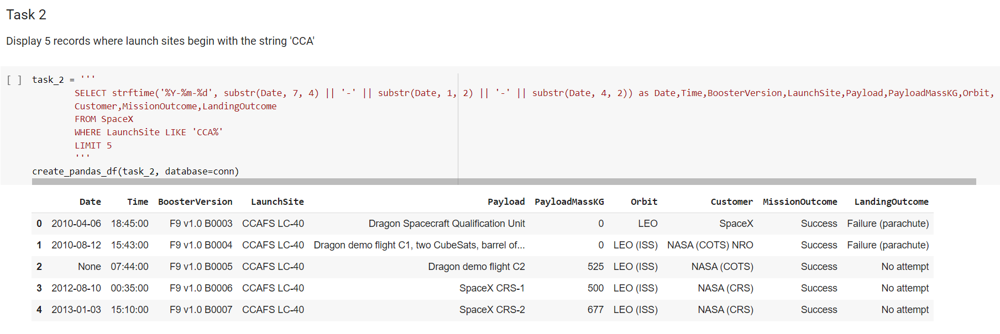 Task 2
Display 5 records where launch sites begin with the string 'CCA'
[ ] task_2 = '''
SELECT strftime('%Y-%m-%d', substr(Date, 7, 4) || '-' || substr(Date, 1, 2) || '-' || substr(Date, 4, 2)) as Date,Time,BoosterVersion,LaunchSite,Payload,PayloadMassKG,Orbit,
Customer,MissionOutcome,LandingOutcome
FROM SpaceX
WHERE LaunchSite LIKE 'CCA%'
LIMIT 5
'''
create_pandas_df(task_2, database=conn)
Date Time BoosterVersion LaunchSite Payload PayloadMassKG Orbit Customer MissionOutcome LandingOutcome
0 2010-04-06 18:45:00 F9 v1.0 B0003 CCAFS LC-40 Dragon Spacecraft Qualification Unit 0 LEO SpaceX Success Failure (parachute)
1 2010-08-12 15:43:00 F9 v1.0 B0004 CCAFS LC-40 Dragon demo flight C1, two CubeSats, barrel of... 0 LEO (ISS) NASA (COTS) NRO Success Failure (parachute)
2 None 07:44:00 F9 v1.0 B0005 CCAFS LC-40 Dragon demo flight C2 525 LEO (ISS) NASA (COTS) Success No attempt
3 2012-08-10 00:35:00 F9 v1.0 B0006 CCAFS LC-40 SpaceX CRS-1 500 LEO (ISS) NASA (CRS) Success No attempt
4 2013-01-03 15:10:00 F9 v1.0 B0007 CCAFS LC-40 SpaceX CRS-2 677 LEO (ISS) NASA (CRS) Success No attempt